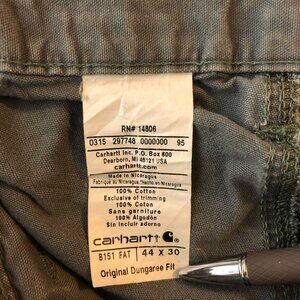 RN# 14806
0315 297748 0000000 95
Carhartt Inc. P.O. Box 600
Dearborn, MI 48121 USA
carhartt.com
Made in Nicaragua
Fabriqué au Nicaragua/Hecho en Nicaragua
100% Cotton
Exclusive of trimming
100% Coton
Sans garniture
100% Algodón
Sin incluir adorno
carhartt
B151 FAT 44 X 30
Original Dungaree Fit